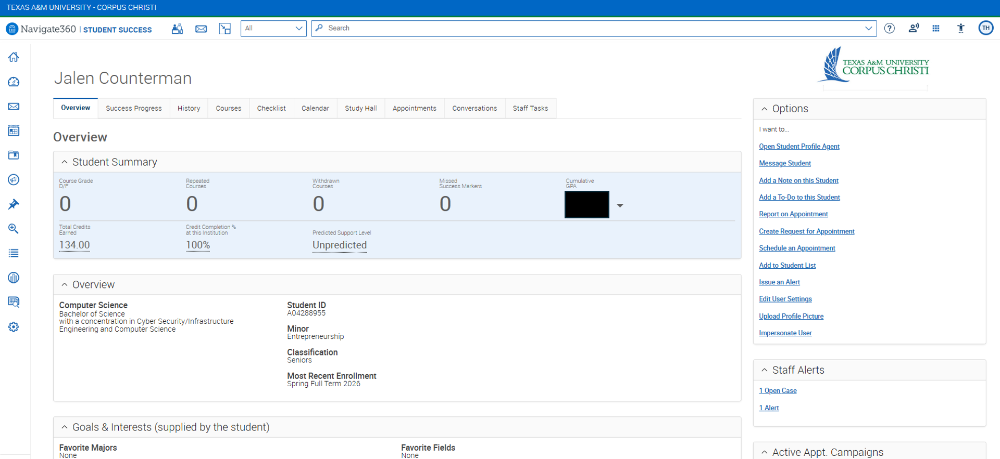 TEXAS A&M UNIVERSITY - CORPUS CHRISTI
Navigate360 | STUDENT SUCCESS
All
Search
TH
TEXAS A&M UNIVERSITY
CORPUS CHRISTI
Jalen Counterman
Overview
Success Progress
History
Courses
Checklist
Calendar
Study Hall
Appointments
Conversations
Staff Tasks
Overview
Student Summary
Course Grade
D/F
0
Repeated
Courses
0
Withdrawn
Courses
0
Missed
Success Markers
0
Cumulative
GPA
Total Credits
Earned
134.00
Credit Completion %
at this Institution
100%
Predicted Support Level
Unpredicted
Overview
Computer Science
Bachelor of Science
with a concentration in Cyber Security/Infrastructure
Engineering and Computer Science
Student ID
A04288955
Minor
Entrepreneurship
Classification
Seniors
Most Recent Enrollment
Spring Full Term 2026
Goals & Interests (supplied by the student)
Favorite Majors
None
Favorite Fields
None
Options
I want to...
Open Student Profile Agent
Message Student
Add a Note on this Student
Add a To-Do to this Student
Report on Appointment
Create Request for Appointment
Schedule an Appointment
Add to Student List
Issue an Alert
Edit User Settings
Upload Profile Picture
Impersonate User
Staff Alerts
1 Open Case
1 Alert
Active Appt. Campaigns